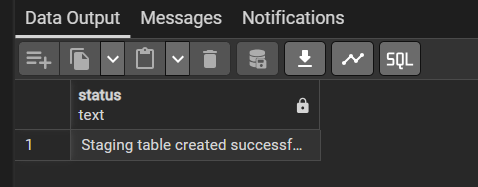 Data Output Messages Notifications
SQL
status
text
1 Staging table created successf...